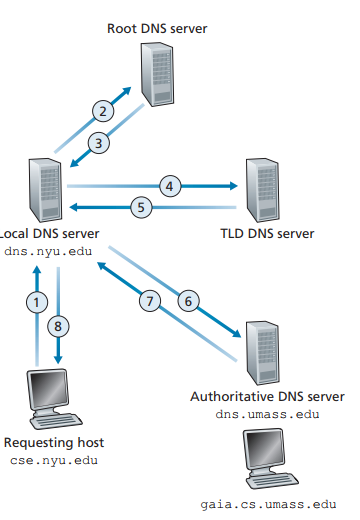 Root DNS server
2
3
4
5
Local DNS server
dns.nyu.edu
TLD DNS server
1
8
7
6
Authoritative DNS server
dns.umass.edu
Requesting host
cse.nyu.edu
gaia.cs.umass.edu